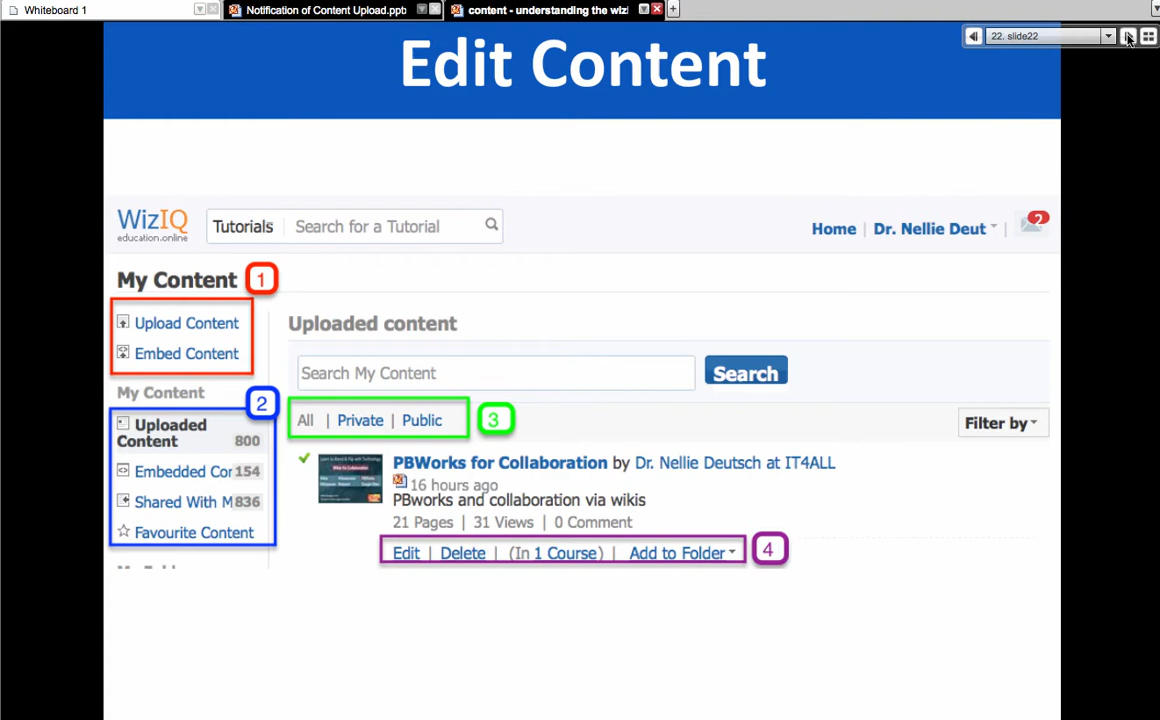 Whiteboard 1
Notification of Content Upload.ppb
content - understanding the wizi
22. slide22
Edit Content
WizIQ
education.online
Tutorials
Search for a Tutorial
Home | Dr. Nellie Deut |
2
My Content 1
Upload Content
Embed Content
My Content
2
Uploaded
Content 800
Embedded Cor 154
Shared With M 836
Favourite Content
Uploaded content
Search My Content
Search
All | Private | Public
3
Filter by
PBWorks for Collaboration by Dr. Nellie Deutsch at IT4ALL
16 hours ago
PBworks and collaboration via wikis
21 Pages | 31 Views | 0 Comment
Edit | Delete | (In 1 Course) | Add to Folder
4